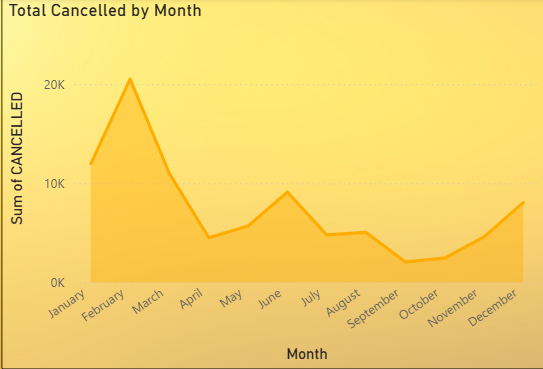 Total Cancelled by Month
Sum of CANCELLED
20K
10K
0K
January
February
March
April
May
June
July
August
September
October
November
December
Month